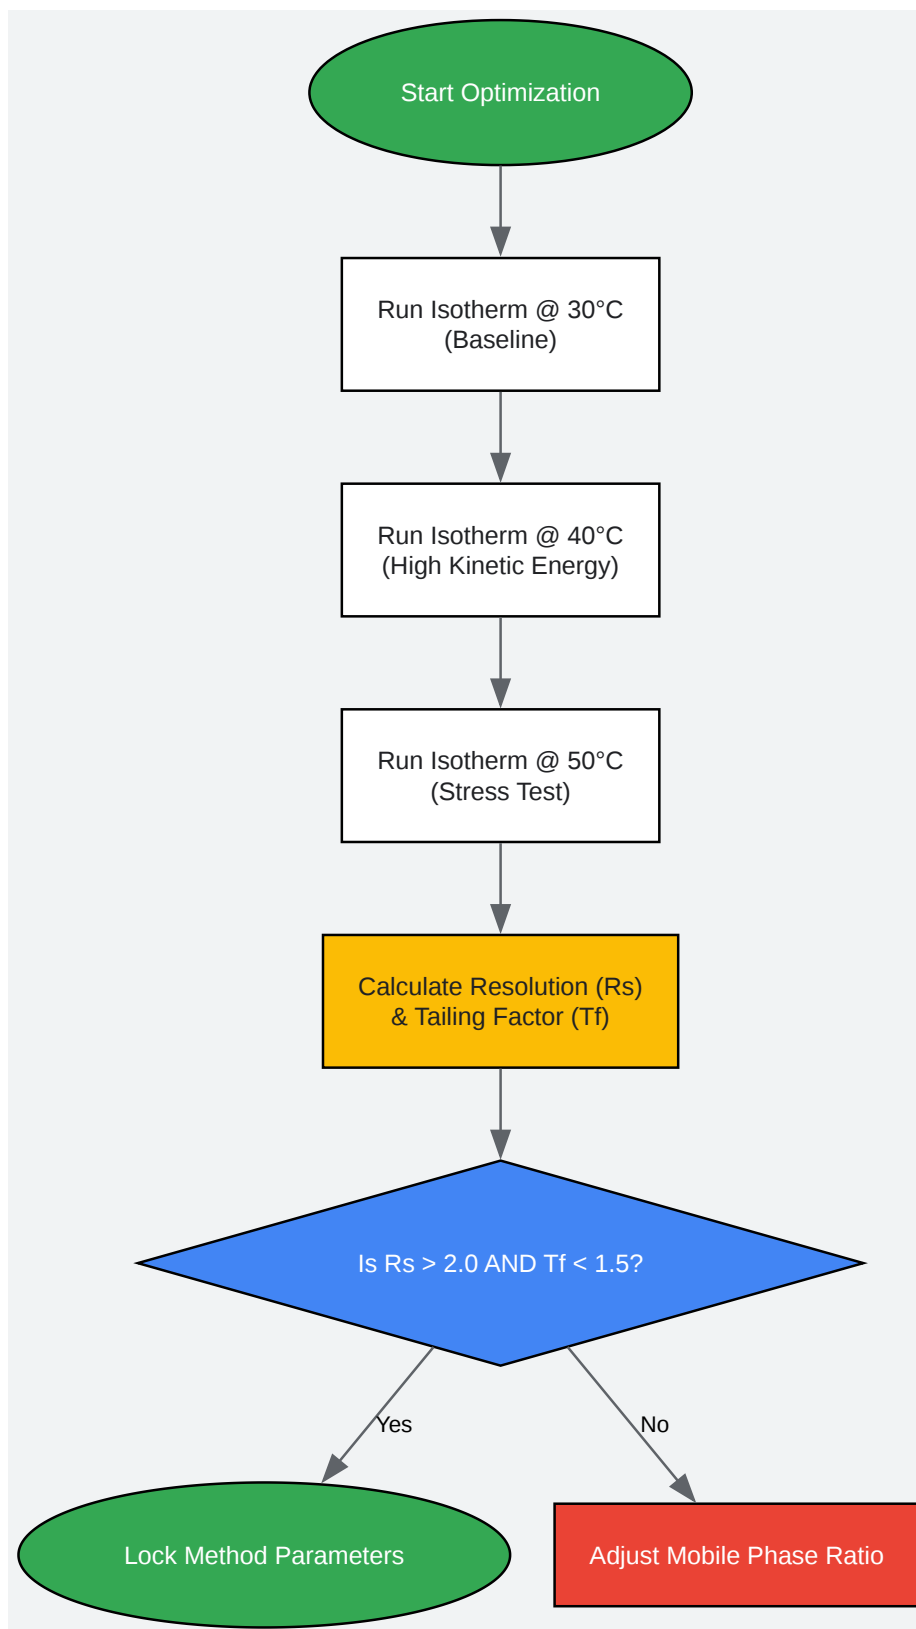 Start Optimization
Run Isotherm @ 30°C
(Baseline)
Run Isotherm @ 40°C
(High Kinetic Energy)
Run Isotherm @ 50°C
(Stress Test)
Calculate Resolution (Rs)
& Tailing Factor (Tf)
Is Rs > 2.0 AND Tf < 1.5?
Yes
No
Lock Method Parameters
Adjust Mobile Phase Ratio